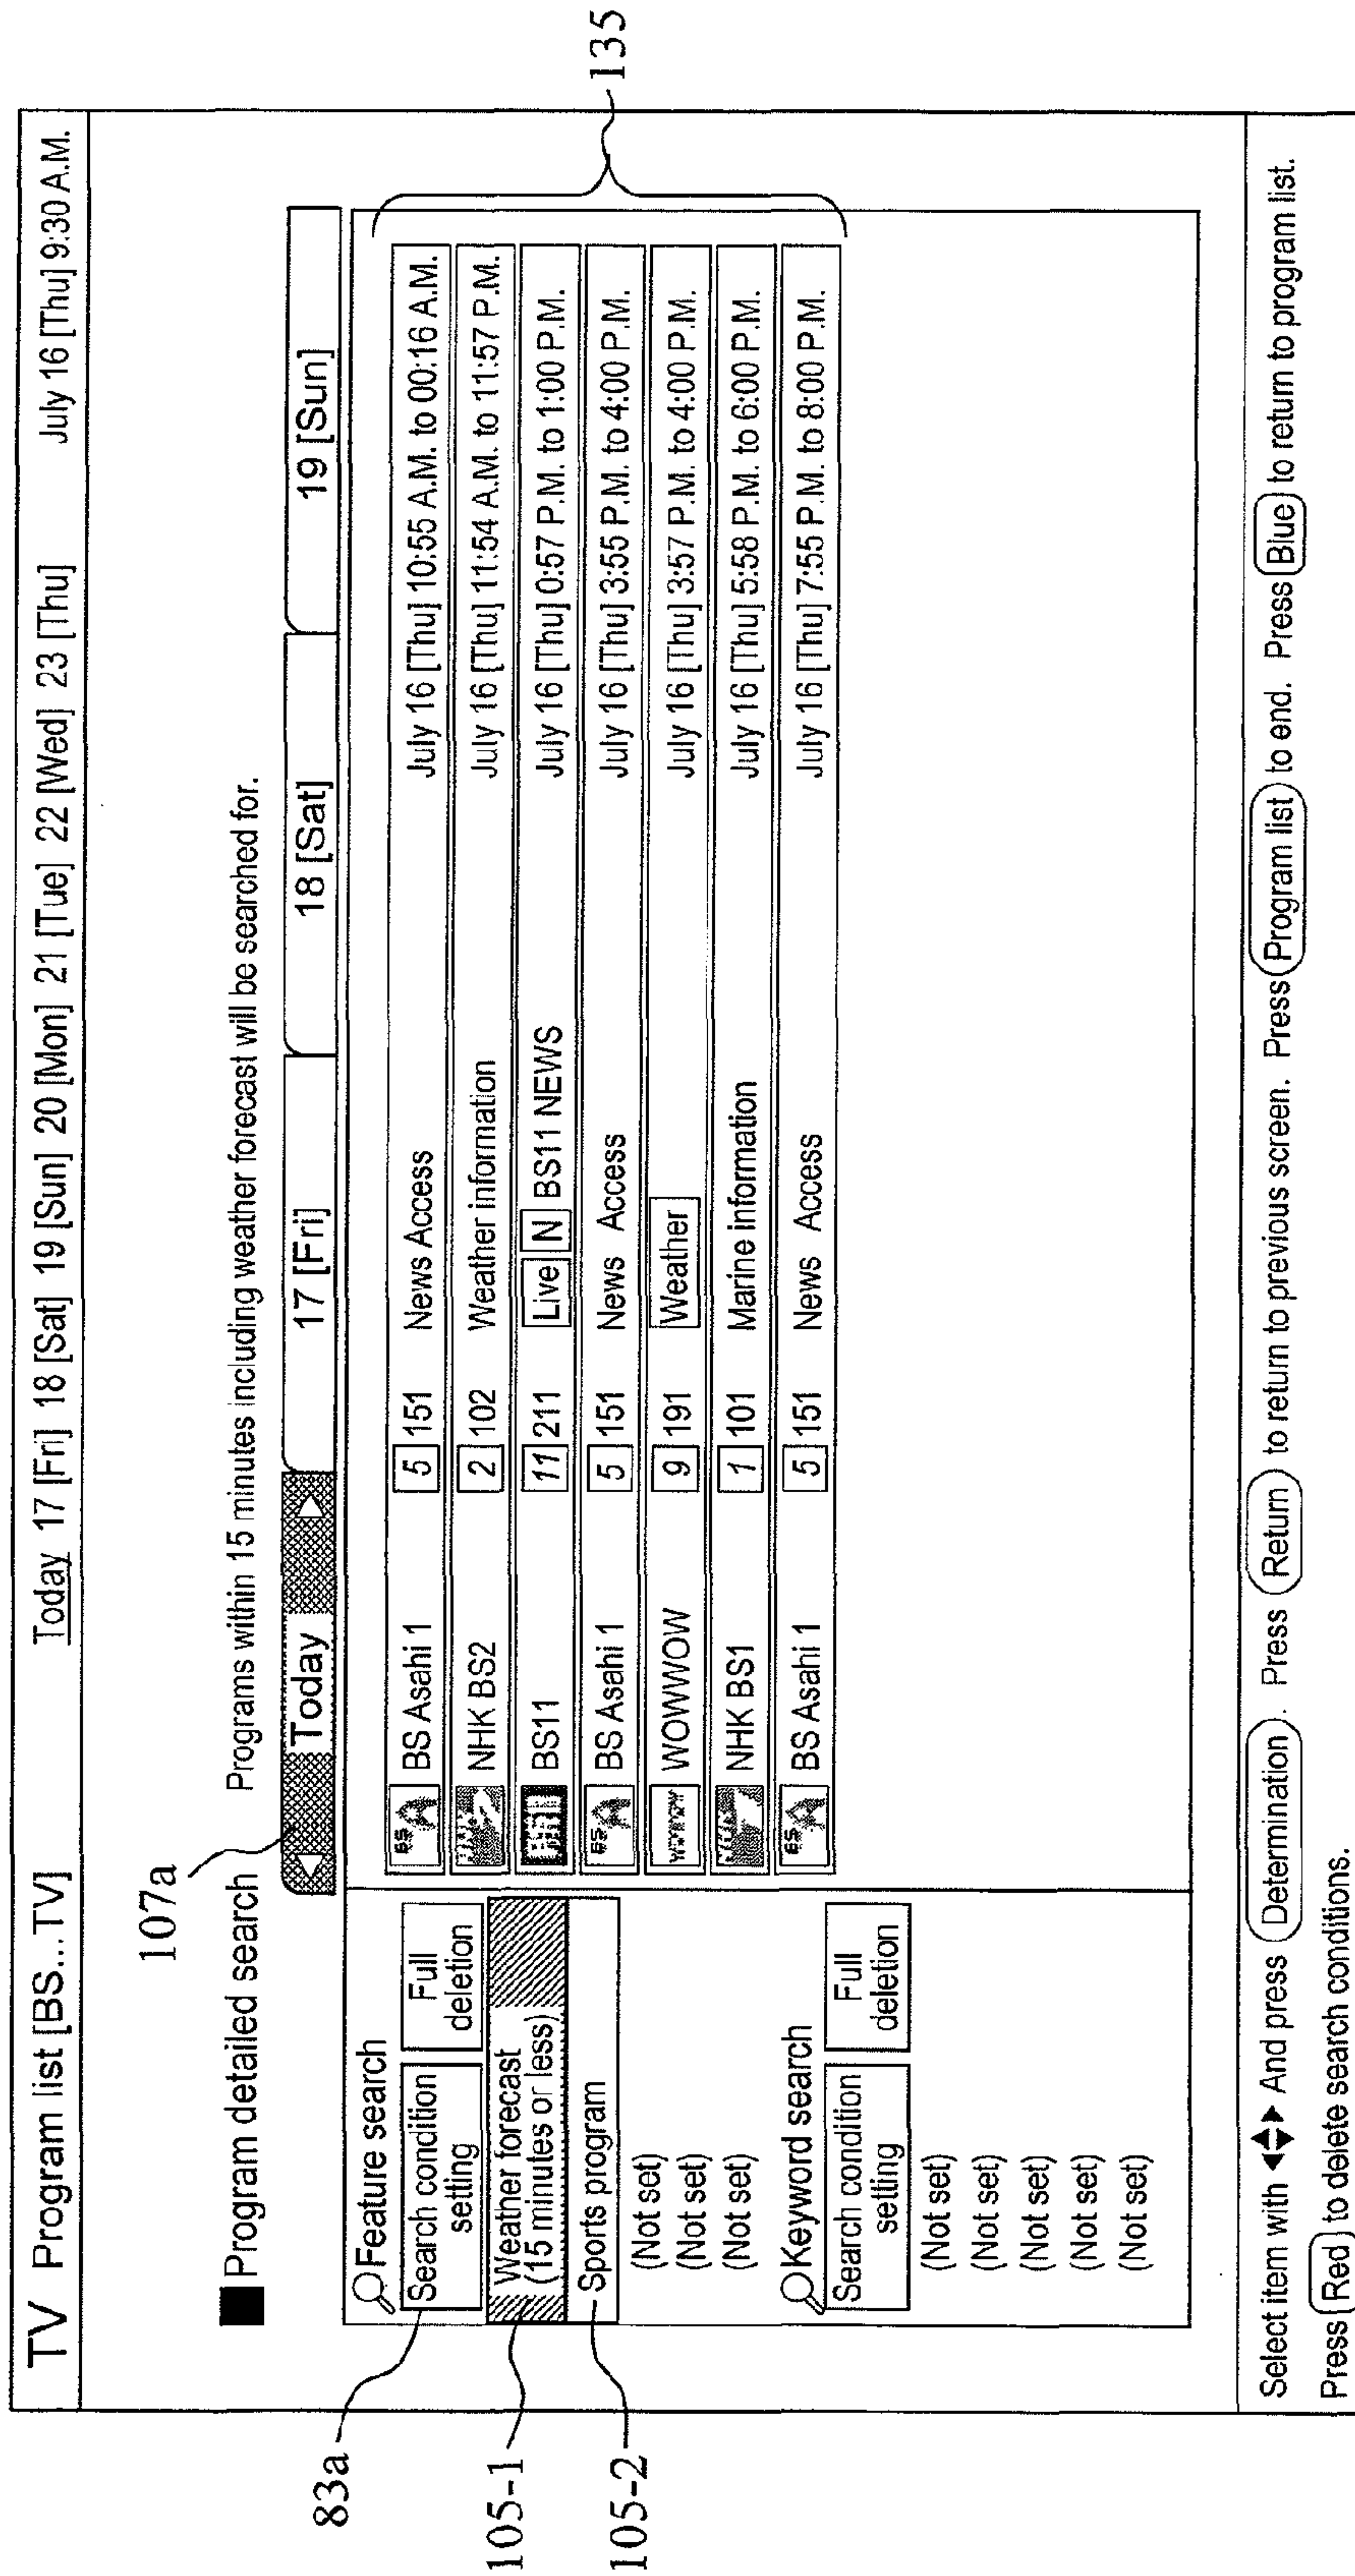 TV Program list [BS...TV] Today 17 [Fri] 18 [Sat] 19 [Sun] 20 [Mon] 21 [Tue] 22 [Wed] 23 [Thu] July 16 [Thu] 9:30 A.M.
107a
Program detailed search Programs within 15 minutes including weather forecast will be searched for.
Today 17 [Fri] 18 [Sat] 19 [Sun]
83a
Feature search
Search condition setting
Full deletion
105-1
Weather forecast
(15 minutes or less)
105-2
Sports program
(Not set)
(Not set)
(Not set)
Keyword search
Search condition setting
Full deletion
(Not set)
(Not set)
(Not set)
(Not set)
(Not set)
BS Asahi 1 5 151 News Access July 16 [Thu] 10:55 A.M. to 00:16 A.M.
NHK BS2 2 102 Weather information July 16 [Thu] 11:54 A.M. to 11:57 P.M.
BS11 11 211 Live N BS11 NEWS July 16 [Thu] 0:57 P.M. to 1:00 P.M.
BS Asahi 1 5 151 News Access July 16 [Thu] 3:55 P.M. to 4:00 P.M.
WOWWOW 9 191 Weather July 16 [Thu] 3:57 P.M. to 4:00 P.M.
NHK BS1 1 101 Marine information July 16 [Thu] 5:58 P.M. to 6:00 P.M.
BS Asahi 1 5 151 News Access July 16 [Thu] 7:55 P.M. to 8:00 P.M.
135
Select item with And press Determination. Press Return to return to previous screen. Press Program list to end. Press Blue to return to program list.
Press Red to delete search conditions.